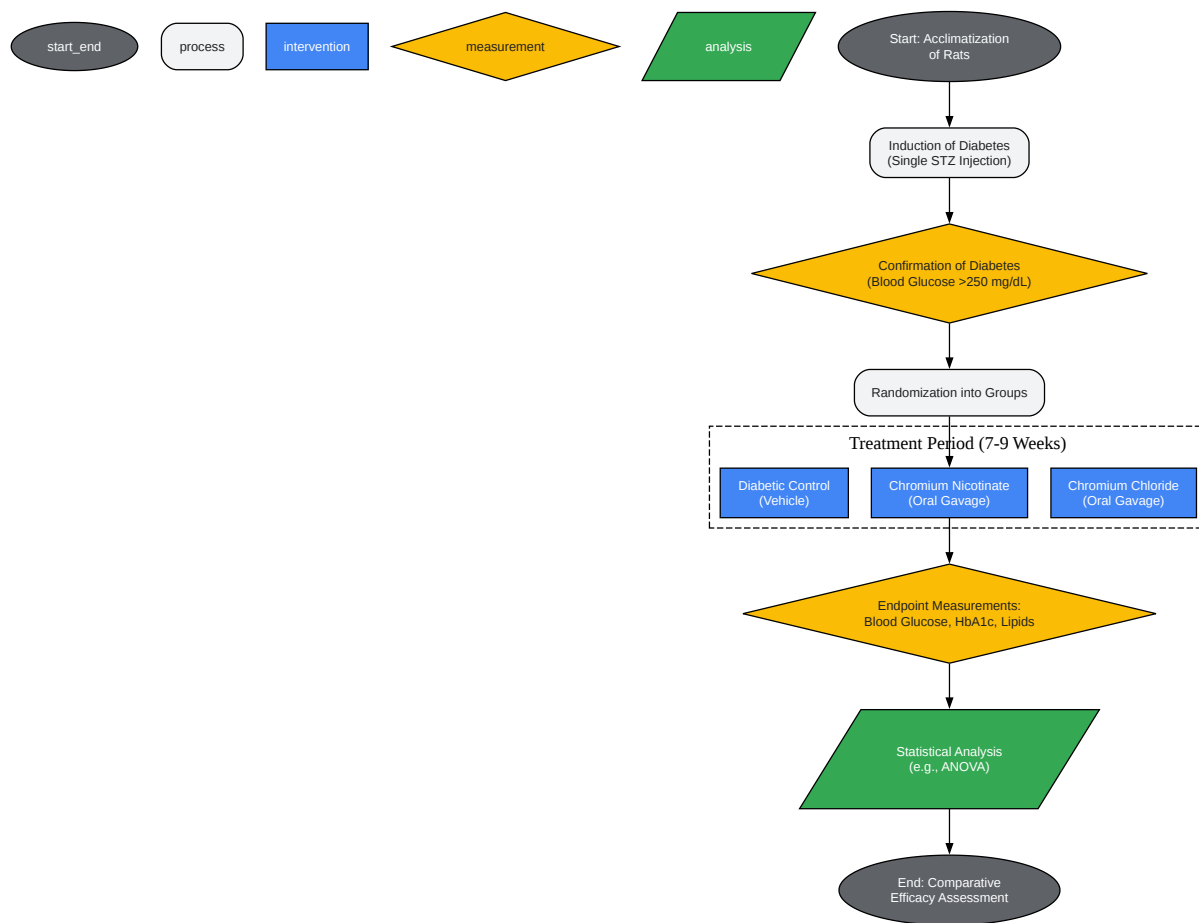 start_end
process
intervention
measurement
analysis
Start: Acclimatization
of Rats
Induction of Diabetes
(Single STZ Injection)
Confirmation of Diabetes
(Blood Glucose >250 mg/dL)
Randomization into Groups
Treatment Period (7-9 Weeks)
Diabetic Control
(Vehicle)
Chromium Nicotinate
(Oral Gavage)
Chromium Chloride
(Oral Gavage)
Endpoint Measurements:
Blood Glucose, HbA1c, Lipids
Statistical Analysis
(e.g., ANOVA)
End: Comparative
Efficacy Assessment